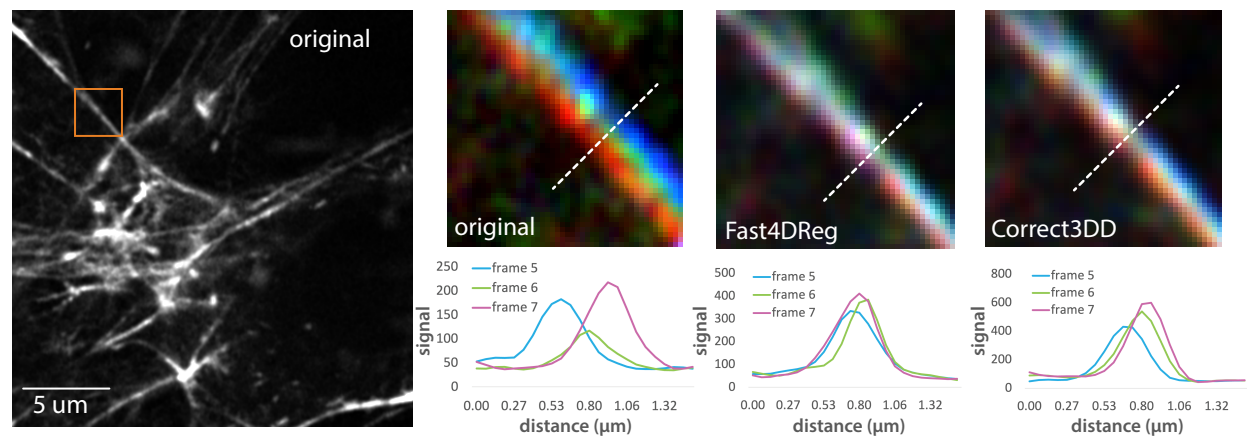 original
5 um
original
Fast4DReg
Correct3DD
250
200
150
100
50
0
signal
frame 5
frame 6
frame 7
0.00 0.27 0.53 0.80 1.06 1.32
distance (µm)
500
400
300
200
100
0
signal
frame 5
frame 6
frame 7
0.00 0.27 0.53 0.80 1.06 1.32
distance (µm)
800
600
400
200
0
signal
frame 5
frame 6
frame 7
0.00 0.27 0.53 0.80 1.06 1.32
distance (µm)